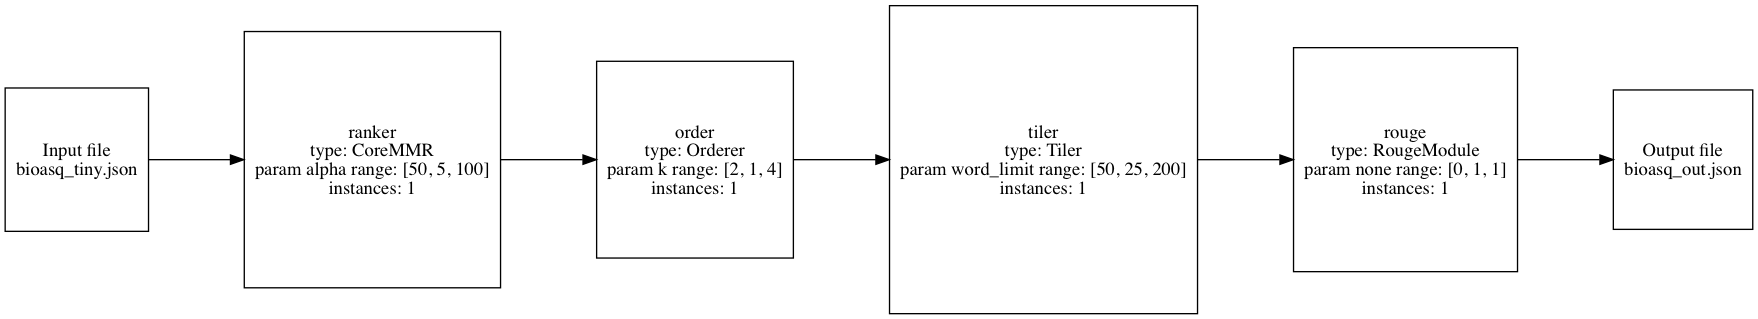 Input file
bioasq_tiny.json
ranker
type: CoreMMR
param alpha range: [50, 5, 100]
instances: 1
order
type: Orderer
param k range: [2, 1, 4]
instances: 1
tiler
type: Tiler
param word_limit range: [50, 25, 200]
instances: 1
rouge
type: RougeModule
param none range: [0, 1, 1]
instances: 1
Output file
bioasq_out.json